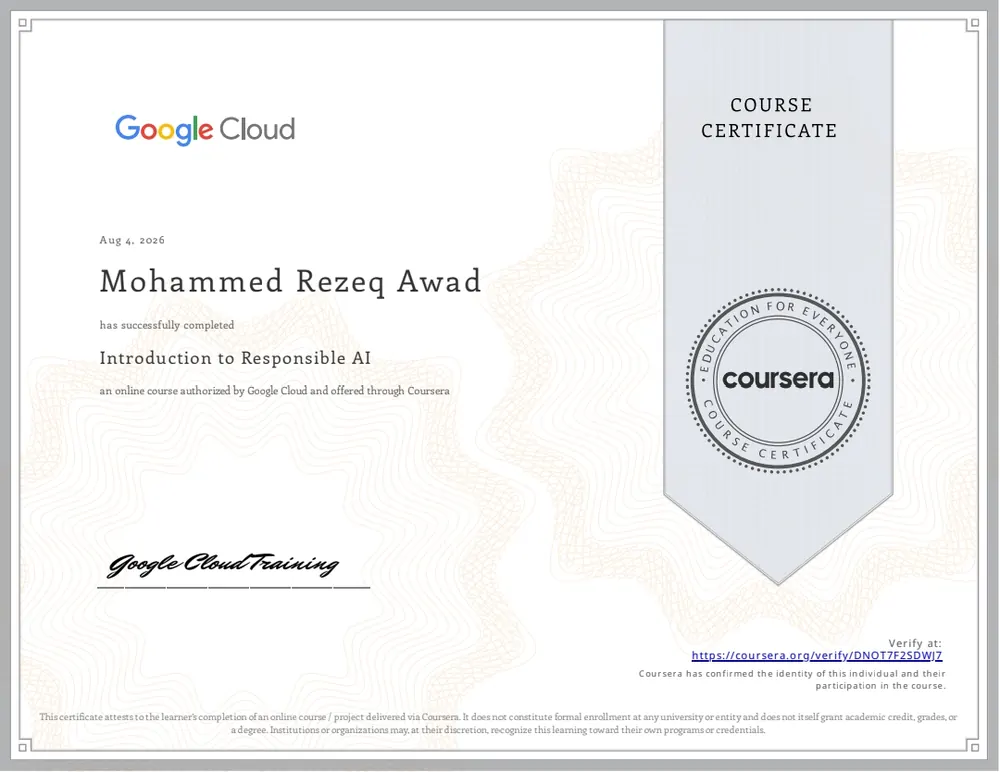 Google Cloud
COURSE
CERTIFICATE
Aug 4, 2026
Mohammed Rezeq Awad
has successfully completed
Introduction to Responsible AI
an online course authorized by Google Cloud and offered through Coursera
EDUCATION FOR EVERYONE
coursera
COURSE CERTIFICATE
Google Cloud Training
Verify at:
https://coursera.org/verify/DNOT7F2SDWJ7
Coursera has confirmed the identity of this individual and their
participation in the course.
This certificate attests to the learner's completion of an online course / project delivered via Coursera. It does not constitute formal enrollment at any university or entity and does not itself grant academic credit, grades, or
a degree. Institutions or organizations may, at their discretion, recognize this learning toward their own programs or credentials.